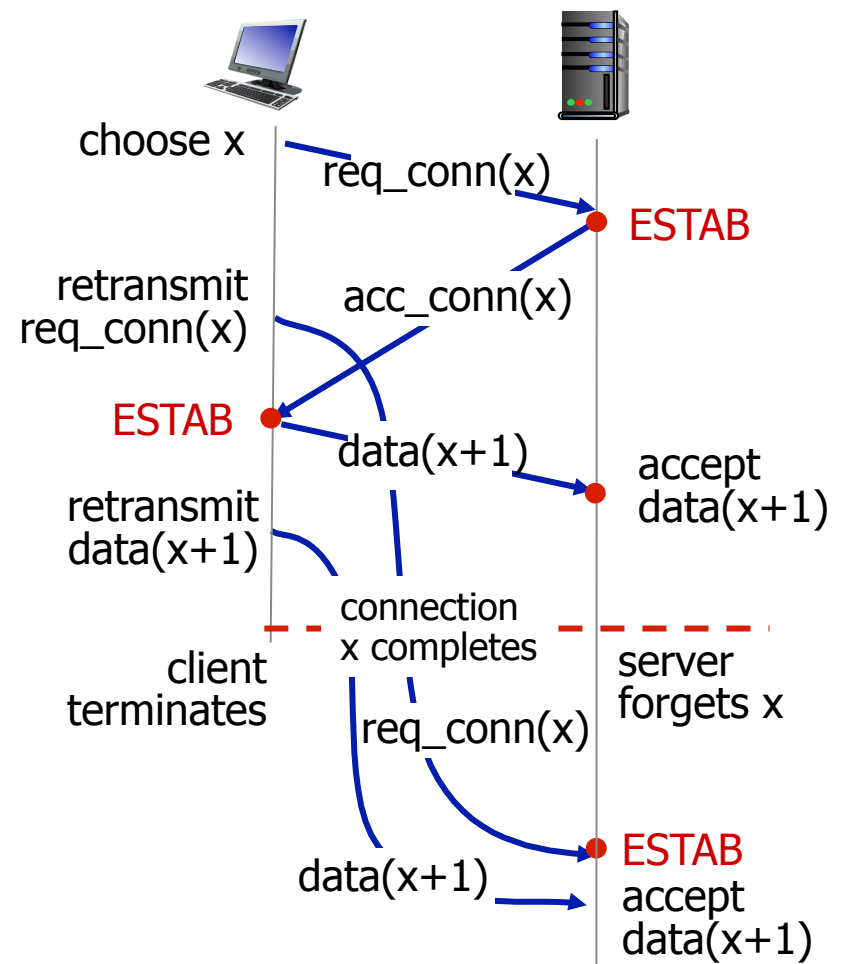 choose x
req_conn(x)
ESTAB
retransmit
req_conn(x)
acc_conn(x)
ESTAB
data(x+1)
accept
data(x+1)
retransmit
data(x+1)
connection
x completes
client
terminates
server
forgets x
req_conn(x)
ESTAB
data(x+1)
accept
data(x+1)